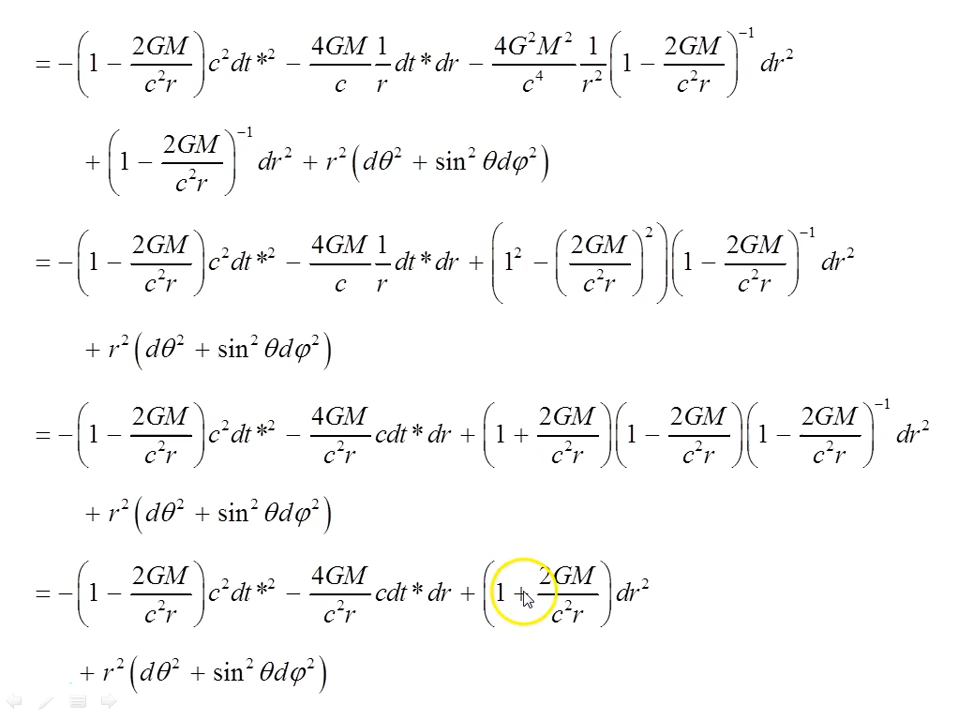 = −(1 − 2GM/c²r)c²dt*² − 4GM/c 1/r dt*dr − 4G²M²/c⁴ 1/r² (1 − 2GM/c²r)⁻¹ dr²
+ (1 − 2GM/c²r)⁻¹ dr² + r²(dθ² + sin²θdφ²)
= −(1 − 2GM/c²r)c²dt*² − 4GM/c 1/r dt*dr + (1² − (2GM/c²r)²)(1 − 2GM/c²r)⁻¹ dr²
+ r²(dθ² + sin²θdφ²)
= −(1 − 2GM/c²r)c²dt*² − 4GM/c²r cdt*dr + (1 + 2GM/c²r)(1 − 2GM/c²r)(1 − 2GM/c²r)⁻¹ dr²
+ r²(dθ² + sin²θdφ²)
= −(1 − 2GM/c²r)c²dt*² − 4GM/c²r cdt*dr + (1 + 2GM/c²r)dr²
+ r²(dθ² + sin²θdφ²)